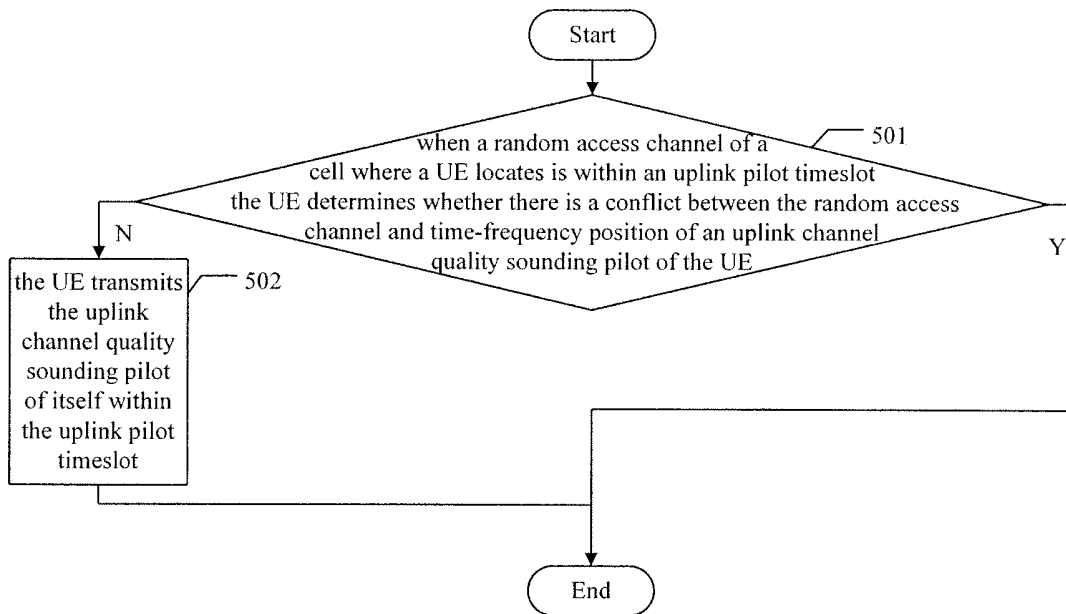 Start
when a random access channel of a
501
cell where a UE locates is within an uplink pilot timeslot
the UE determines whether there is a conflict between the random access
channel and time-frequency position of an uplink channel
quality sounding pilot of the UE
N
Y
the UE transmits
502
the uplink
channel quality
sounding pilot
of itself within
the uplink pilot
timeslot
End